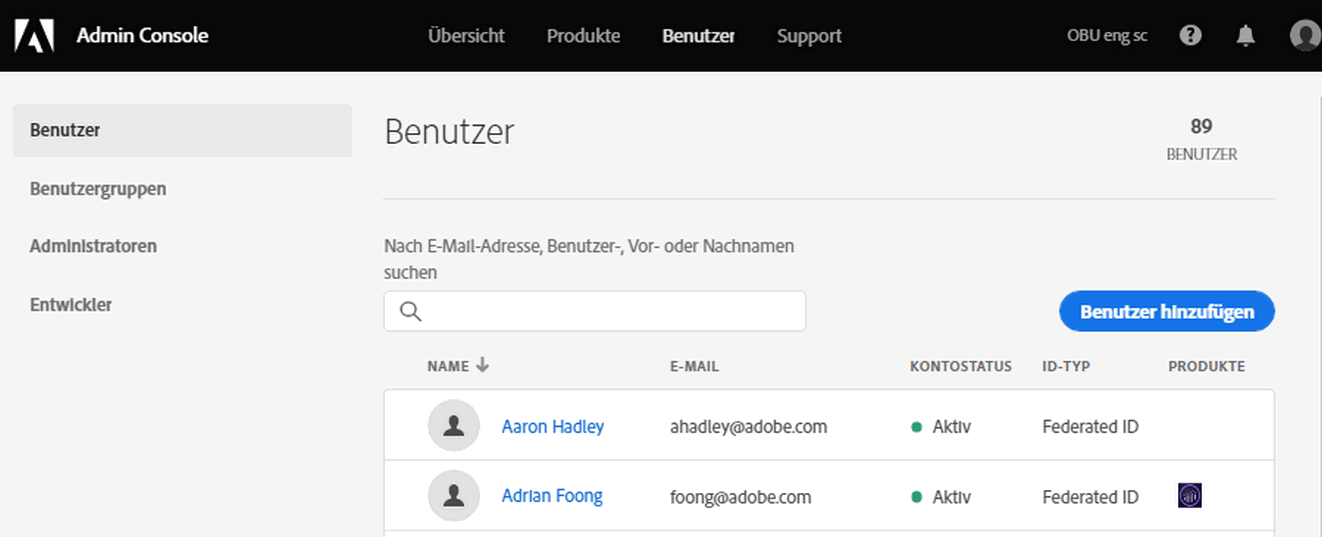 Admin Console
Übersicht Produkte Benutzer Support
OBU eng sc
Benutzer
Benutzergruppen
Administratoren
Entwickler
Benutzer
89
BENUTZER
Nach E-Mail-Adresse, Benutzer-, Vor- oder Nachnamen
suchen
Benutzer hinzufügen
NAME E-MAIL KONTOSTATUS ID-TYP PRODUKTE
Aaron Hadley ahadley@adobe.com Aktiv Federated ID
Adrian Foong foong@adobe.com Aktiv Federated ID